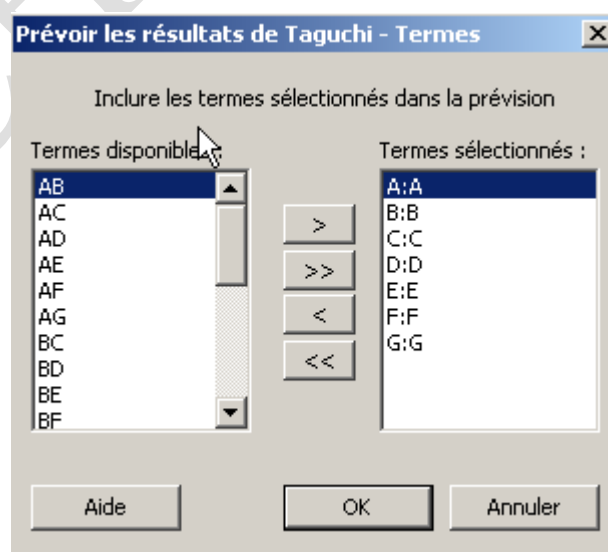 Prévoir les résultats de Taguchi - Termes
Inclure les termes sélectionnés dans la prévision
Termes disponibles :
AB
AC
AD
AE
AF
AG
BC
BD
BE
BF
>
>>
<
<<
Termes sélectionnés :
A:A
B:B
C:C
D:D
E:E
F:F
G:G
Aide
OK
Annuler